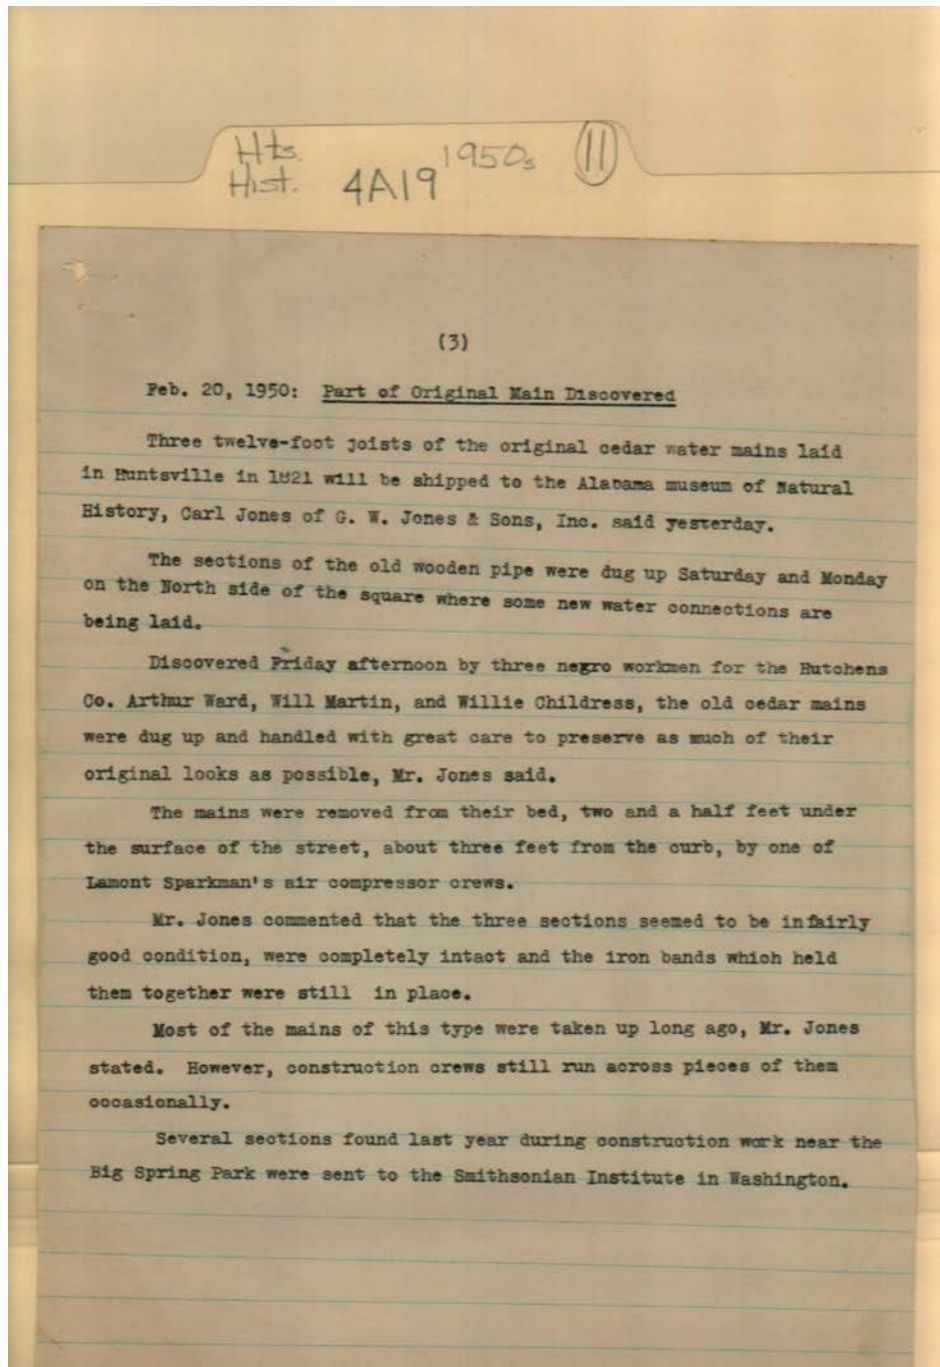 Hts. 1950s 11
Hist. 4A19
(3)
Feb. 20, 1950: Part of Original Main Discovered
Three twelve-foot joists of the original cedar water mains laid
in Huntsville in 1821 will be shipped to the Alabama museum of Natural
History, Carl Jones of G. W. Jones & Sons, Inc. said yesterday.
The sections of the old wooden pipe were dug up Saturday and Monday
on the North side of the square where some new water connections are
being laid.
Discovered Friday afternoon by three negro workmen for the Hutchens
Co. Arthur Ward, Will Martin, and Willie Childress, the old cedar mains
were dug up and handled with great care to preserve as much of their
original looks as possible, Mr. Jones said.
The mains were removed from their bed, two and a half feet under
the surface of the street, about three feet from the curb, by one of
Lamont Sparkman's air compressor crews.
Mr. Jones commented that the three sections seemed to be infairly
good condition, were completely intact and the iron bands which held
them together were still in place.
Most of the mains of this type were taken up long ago, Mr. Jones
stated. However, construction crews still run across pieces of them
occasionally.
Several sections found last year during construction work near the
Big Spring Park were sent to the Smithsonian Institute in Washington.